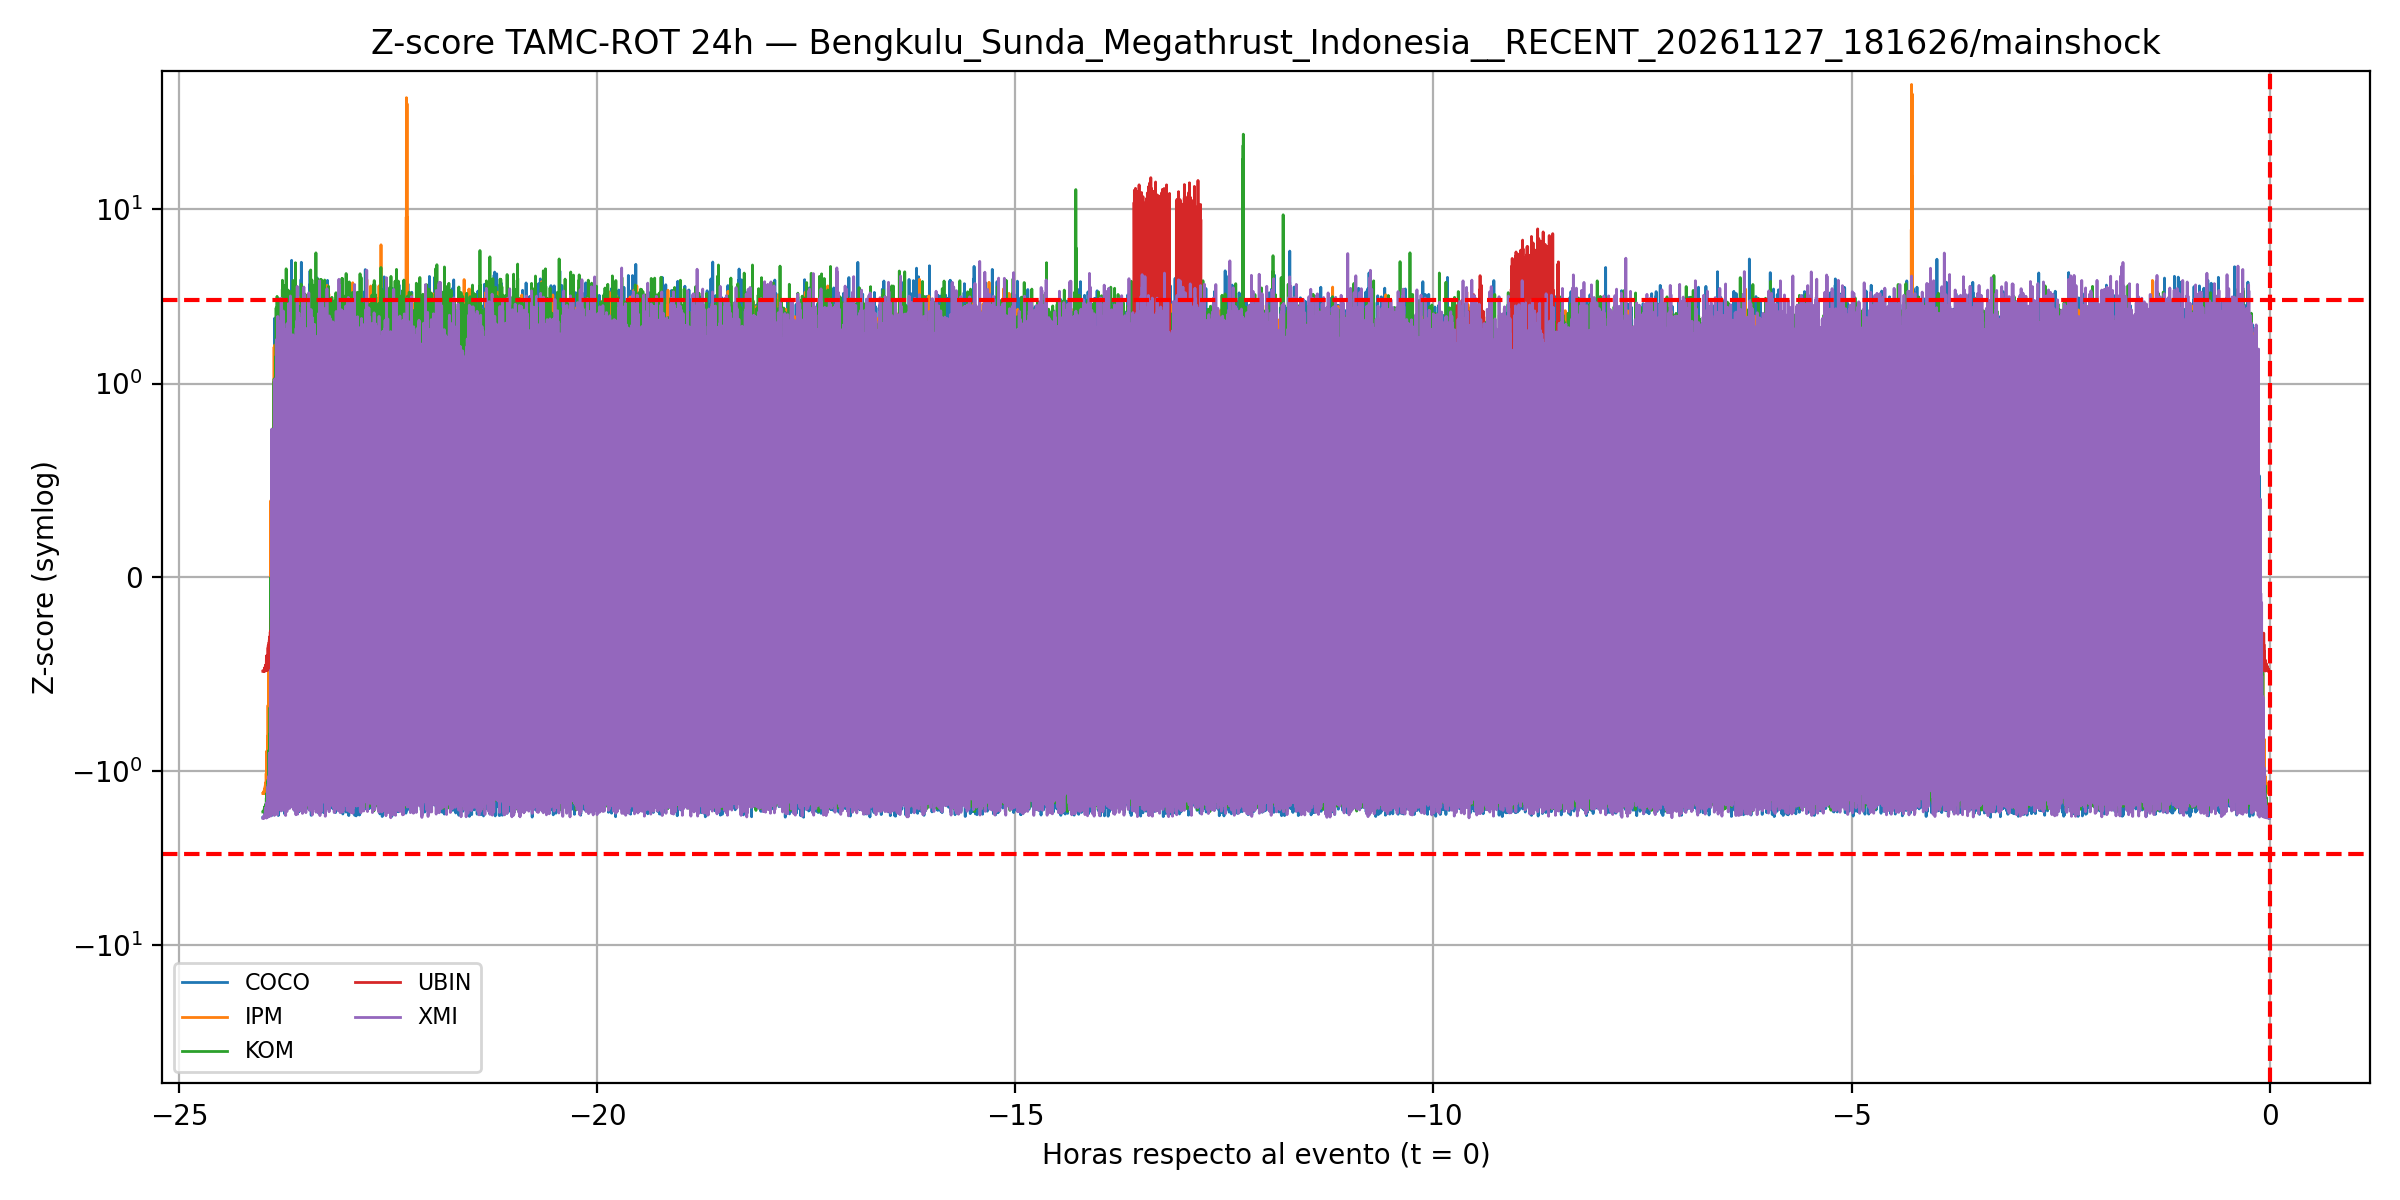 Z-score TAMC-ROT 24h — Bengkulu_Sunda_Megathrust_Indonesia__RECENT_20261127_181626/mainshock
Z-score (symlog)
10¹
10⁰
0
−10⁰
−10¹
COCO
IPM
KOM
UBIN
XMI
−25 −20 −15 −10 −5 0
Horas respecto al evento (t = 0)